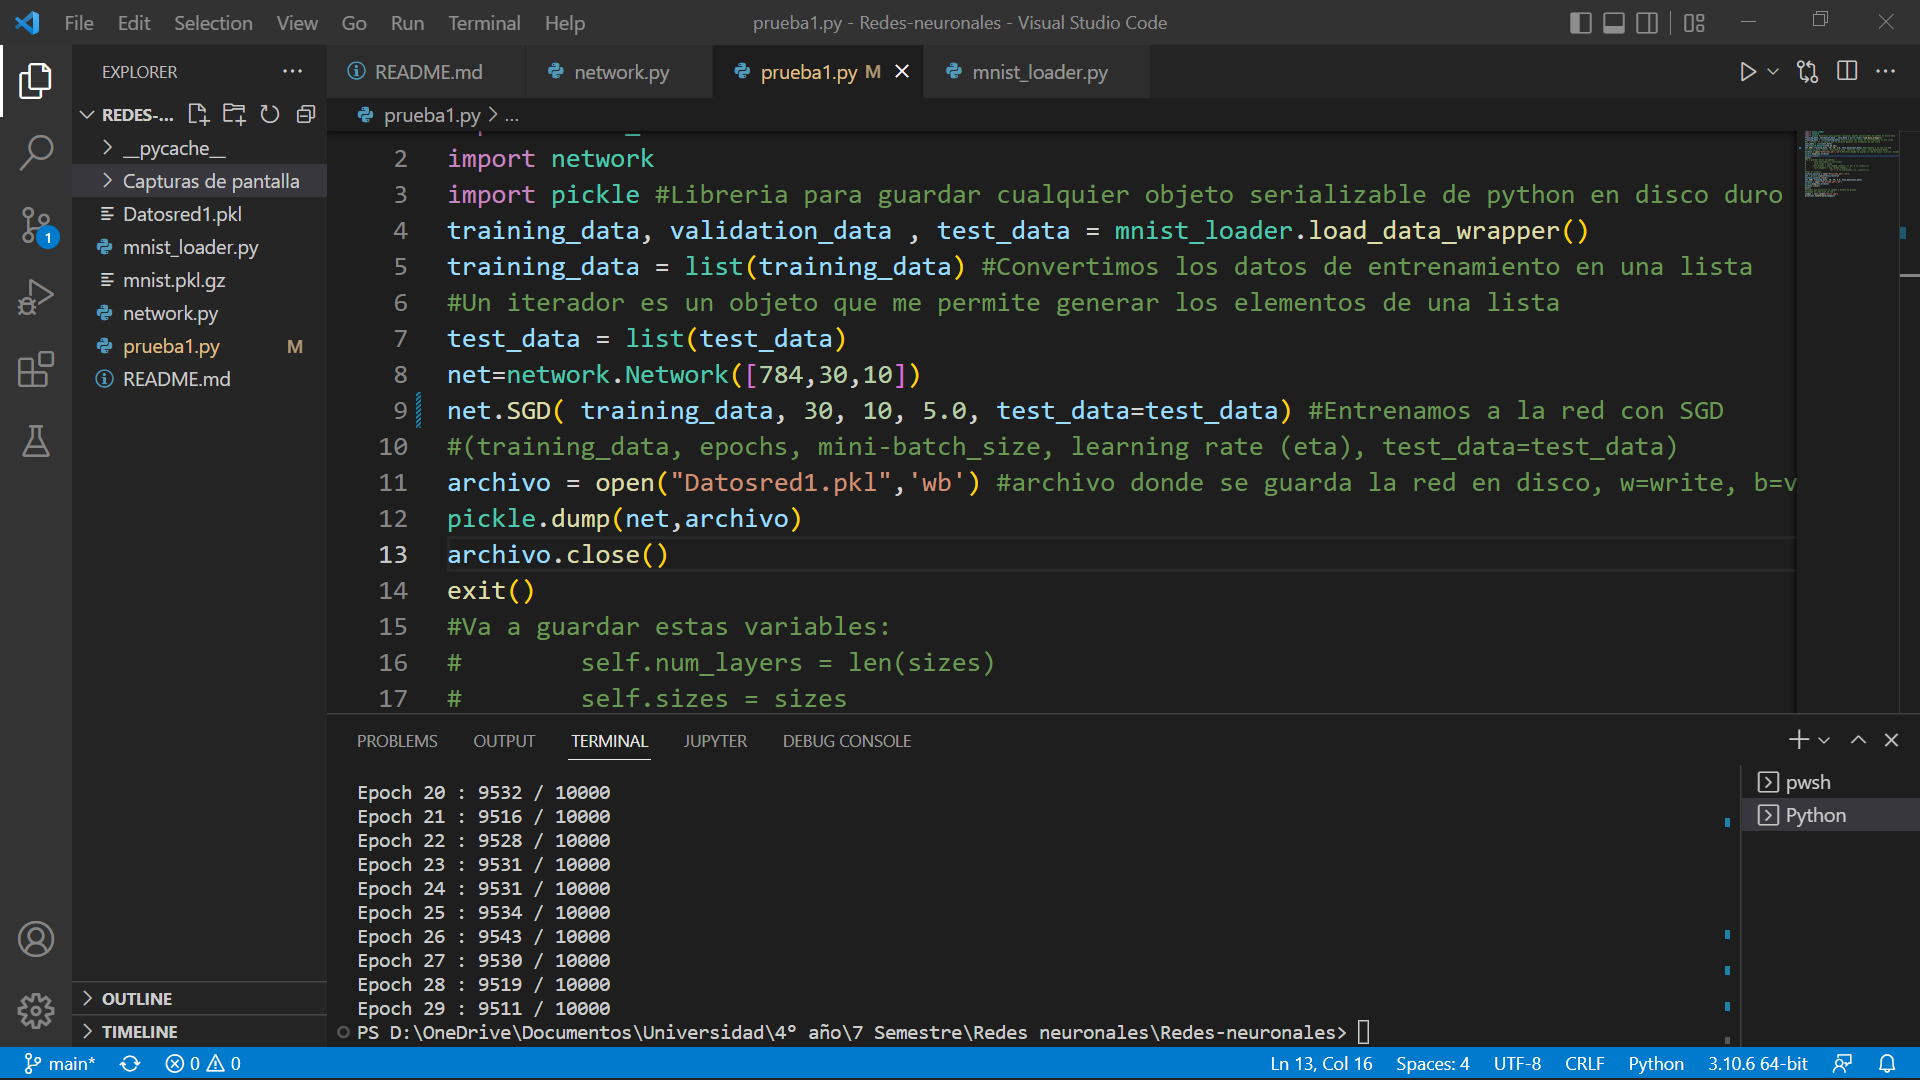 File Edit Selection View Go Run Terminal Help
prueba1.py - Redes-neuronales - Visual Studio Code
EXPLORER
REDES-...
__pycache__
Capturas de pantalla
Datosred1.pkl
mnist_loader.py
mnist.pkl.gz
network.py
prueba1.py M
README.md
OUTLINE
TIMELINE
README.md network.py prueba1.py M mnist_loader.py
prueba1.py > ...
2 import network
3 import pickle #Libreria para guardar cualquier objeto serializable de python en disco duro
4 training_data, validation_data , test_data = mnist_loader.load_data_wrapper()
5 training_data = list(training_data) #Convertimos los datos de entrenamiento en una lista
6 #Un iterador es un objeto que me permite generar los elementos de una lista
7 test_data = list(test_data)
8 net=network.Network([784,30,10])
9 net.SGD( training_data, 30, 10, 5.0, test_data=test_data) #Entrenamos a la red con SGD
10 #(training_data, epochs, mini-batch_size, learning rate (eta), test_data=test_data)
11 archivo = open("Datosred1.pkl",'wb') #archivo donde se guarda la red en disco, w=write, b=v
12 pickle.dump(net,archivo)
13 archivo.close()
14 exit()
15 #Va a guardar estas variables:
16 #        self.num_layers = len(sizes)
17 #        self.sizes = sizes
PROBLEMS OUTPUT TERMINAL JUPYTER DEBUG CONSOLE
Epoch 20 : 9532 / 10000
Epoch 21 : 9516 / 10000
Epoch 22 : 9528 / 10000
Epoch 23 : 9531 / 10000
Epoch 24 : 9531 / 10000
Epoch 25 : 9534 / 10000
Epoch 26 : 9543 / 10000
Epoch 27 : 9530 / 10000
Epoch 28 : 9519 / 10000
Epoch 29 : 9511 / 10000
PS D:\OneDrive\Documentos\Universidad\4º año\7 Semestre\Redes neuronales\Redes-neuronales>
pwsh
Python
1
main* 0 0 Ln 13, Col 16 Spaces: 4 UTF-8 CRLF Python 3.10.6 64-bit